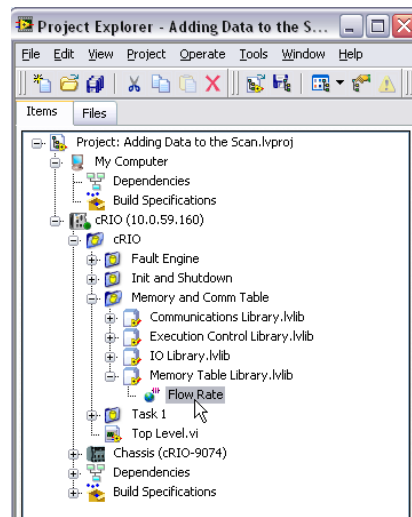 Project Explorer - Adding Data to the S...
File Edit View Project Operate Tools Window Help
Items Files
Project: Adding Data to the Scan.lvproj
My Computer
Dependencies
Build Specifications
cRIO (10.0.59.160)
cRIO
Fault Engine
Init and Shutdown
Memory and Comm Table
Communications Library.lvlib
Execution Control Library.lvlib
IO Library.lvlib
Memory Table Library.lvlib
Flow Rate
Task 1
Top Level.vi
Chassis (cRIO-9074)
Dependencies
Build Specifications